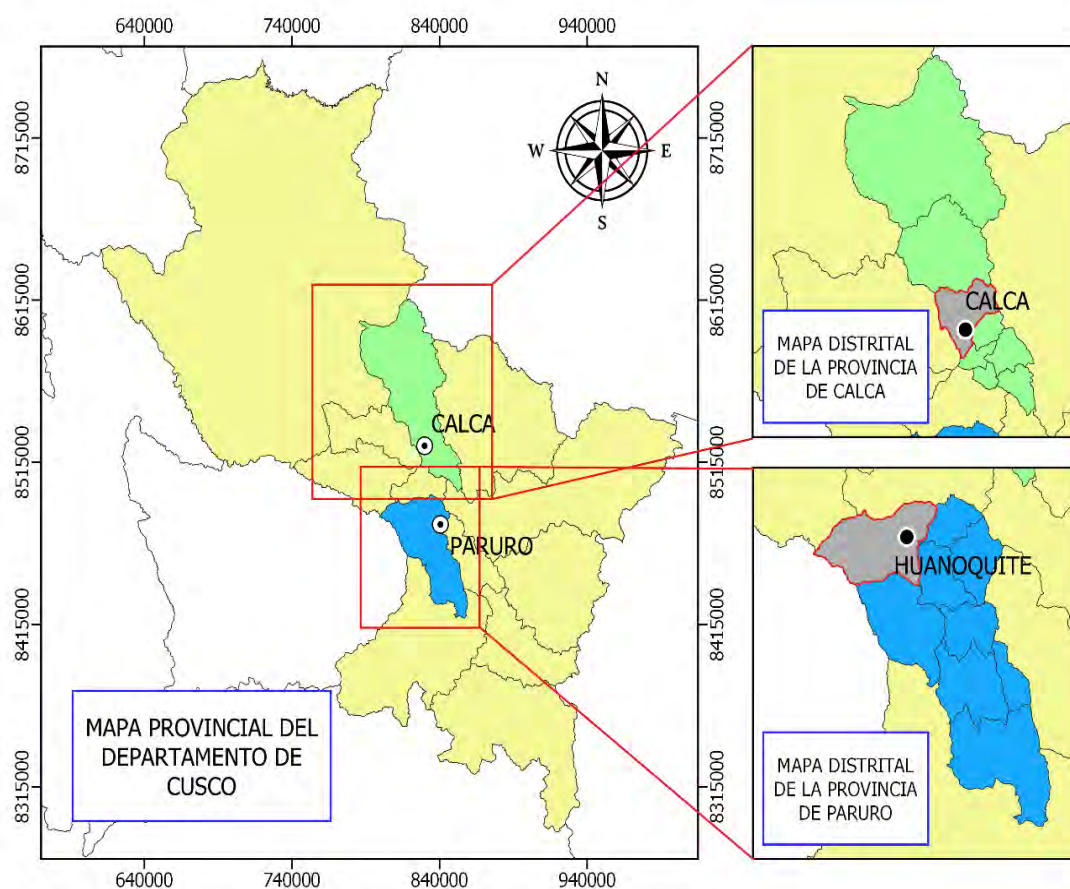 640000 740000 840000 940000
N
W E
S
8715000
8615000
8515000
8415000
8315000
8715000
8615000
8515000
8415000
8315000
CALCA
PARURO
MAPA PROVINCIAL DEL
DEPARTAMENTO DE
CUSCO
640000 740000 840000 940000
CALCA
MAPA DISTRITAL
DE LA PROVINCIA
DE CALCA
HUANOQUITE
MAPA DISTRITAL
DE LA PROVINCIA
DE PARURO